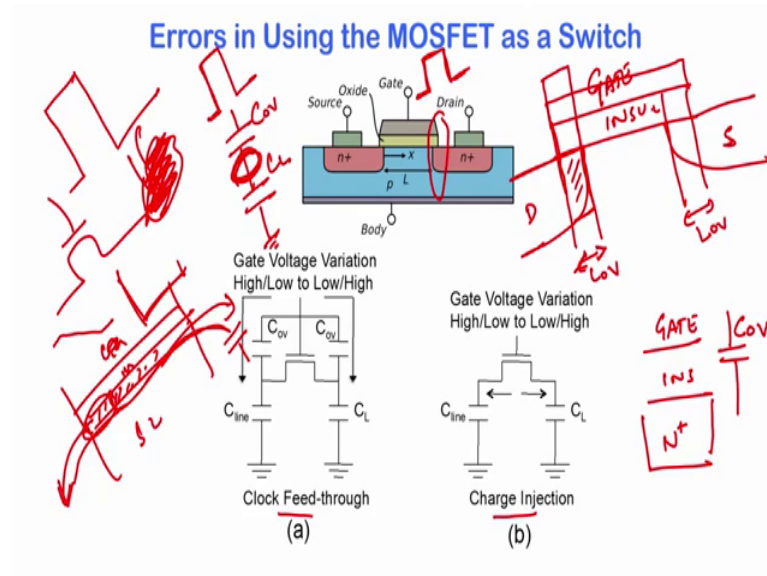 Errors in Using the MOSFET as a Switch
Cov
CL
Oxide
Gate
Source
Drain
n+
x
n+
L
p
Body
GATE
INSU
S
D
Lov
Lov
Gate Voltage Variation
High/Low to Low/High
Cov
Cov
Cline
CL
Clock Feed-through
(a)
Gate Voltage Variation
High/Low to Low/High
Cline
CL
Charge Injection
(b)
GATE
INS
N+
Cov